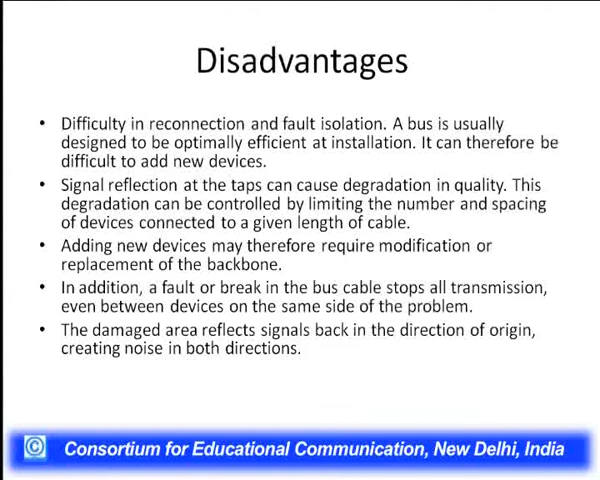 Disadvantages
• Difficulty in reconnection and fault isolation. A bus is usually
designed to be optimally efficient at installation. It can therefore be
difficult to add new devices.
• Signal reflection at the taps can cause degradation in quality. This
degradation can be controlled by limiting the number and spacing
of devices connected to a given length of cable.
• Adding new devices may therefore require modification or
replacement of the backbone.
• In addition, a fault or break in the bus cable stops all transmission,
even between devices on the same side of the problem.
• The damaged area reflects signals back in the direction of origin,
creating noise in both directions.
© Consortium for Educational Communication, New Delhi, India